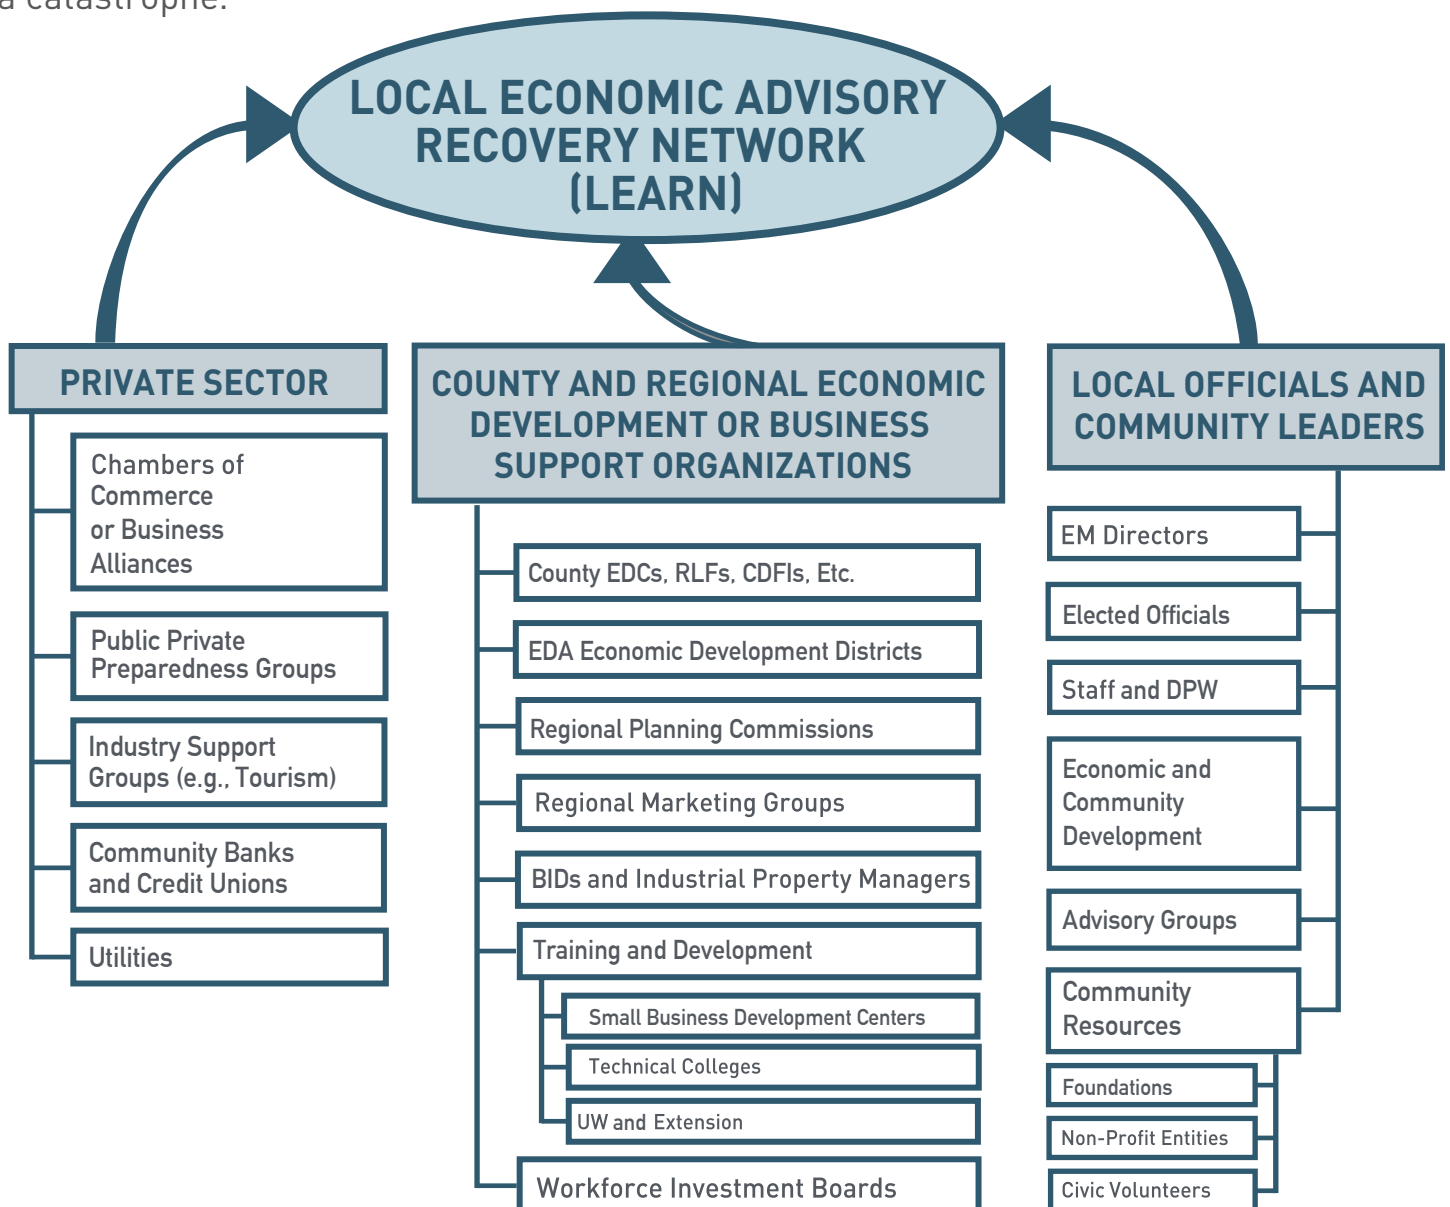 a catastrophe.
LOCAL ECONOMIC ADVISORY
RECOVERY NETWORK
(LEARN)
PRIVATE SECTOR
Chambers of
Commerce
or Business
Alliances
Public Private
Preparedness Groups
Industry Support
Groups (e.g., Tourism)
Community Banks
and Credit Unions
Utilities
COUNTY AND REGIONAL ECONOMIC
DEVELOPMENT OR BUSINESS
SUPPORT ORGANIZATIONS
County EDCs, RLFs, CDFIs, Etc.
EDA Economic Development Districts
Regional Planning Commissions
Regional Marketing Groups
BIDs and Industrial Property Managers
Training and Development
Small Business Development Centers
Technical Colleges
UW and Extension
Workforce Investment Boards
LOCAL OFFICIALS AND
COMMUNITY LEADERS
EM Directors
Elected Officials
Staff and DPW
Economic and
Community
Development
Advisory Groups
Community
Resources
Foundations
Non-Profit Entities
Civic Volunteers